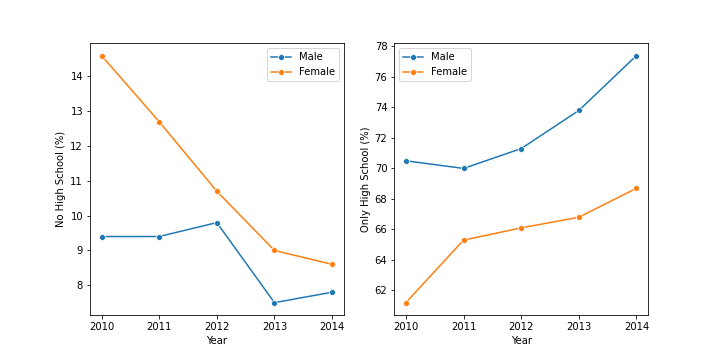 No High School (%)
14
13
12
11
10
9
8
Male
Female
2010 2011 2012 2013 2014
Year
Only High School (%)
78
76
74
72
70
68
66
64
62
Male
Female
2010 2011 2012 2013 2014
Year